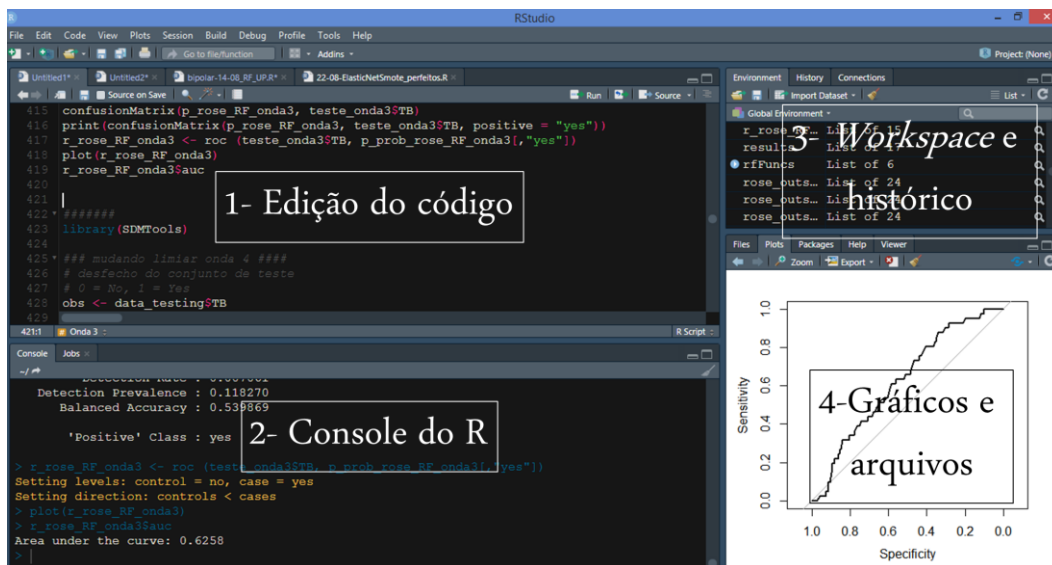 RStudio
File Edit Code View Plots Session Build Debug Profile Tools Help
Go to file/function Addins Project: (None)
Untitled1* Untitled2* bipolar-14-08_RF_UP.R* 22-08-ElasticNetSmote_perfeitos.R
Source on Save Run Source
415 confusionMatrix(p_rose_RF_onda3, teste_onda3$TB)
416 print(confusionMatrix(p_rose_RF_onda3, teste_onda3$TB, positive = "yes"))
417 r_rose_RF_onda3 <- roc (teste_onda3$TB, p_prob_rose_RF_onda3[,"yes"])
418 plot(r_rose_RF_onda3)
419 r_rose_RF_onda3$auc
420
421
422 #######
423 library(SDMTools)
424
425 ### mudando limiar onda 4 ####
426 # desfecho do conjunto de teste
427 # 0 = No, 1 = Yes
428 obs <- data_testing$TB
429
1- Edição do código
421:1 Onda 3 : R Script
Console Jobs
~/
Detection Prevalence : 0.118270
Balanced Accuracy : 0.539869
'Positive' Class : yes
2- Console do R
> r_rose_RF_onda3 <- roc (teste_onda3$TB, p_prob_rose_RF_onda3[,"yes"])
Setting levels: control = no, case = yes
Setting direction: controls < cases
> plot(r_rose_RF_onda3)
> r_rose_RF_onda3$auc
Area under the curve: 0.6258
>
Environment History Connections
Import Dataset List
Global Environment
r_rose_RF… List of 15
results List of 17
rfFuncs List of 6
rose_outs… List of 24
rose_outs… List of 24
rose_outs… List of 24
3- Workspace e
histórico
Files Plots Packages Help Viewer
Zoom Export
Sensitivity
1.0
0.8
0.6
0.4
0.2
0.0
4-Gráficos e
arquivos
1.0 0.8 0.6 0.4 0.2 0.0
Specificity